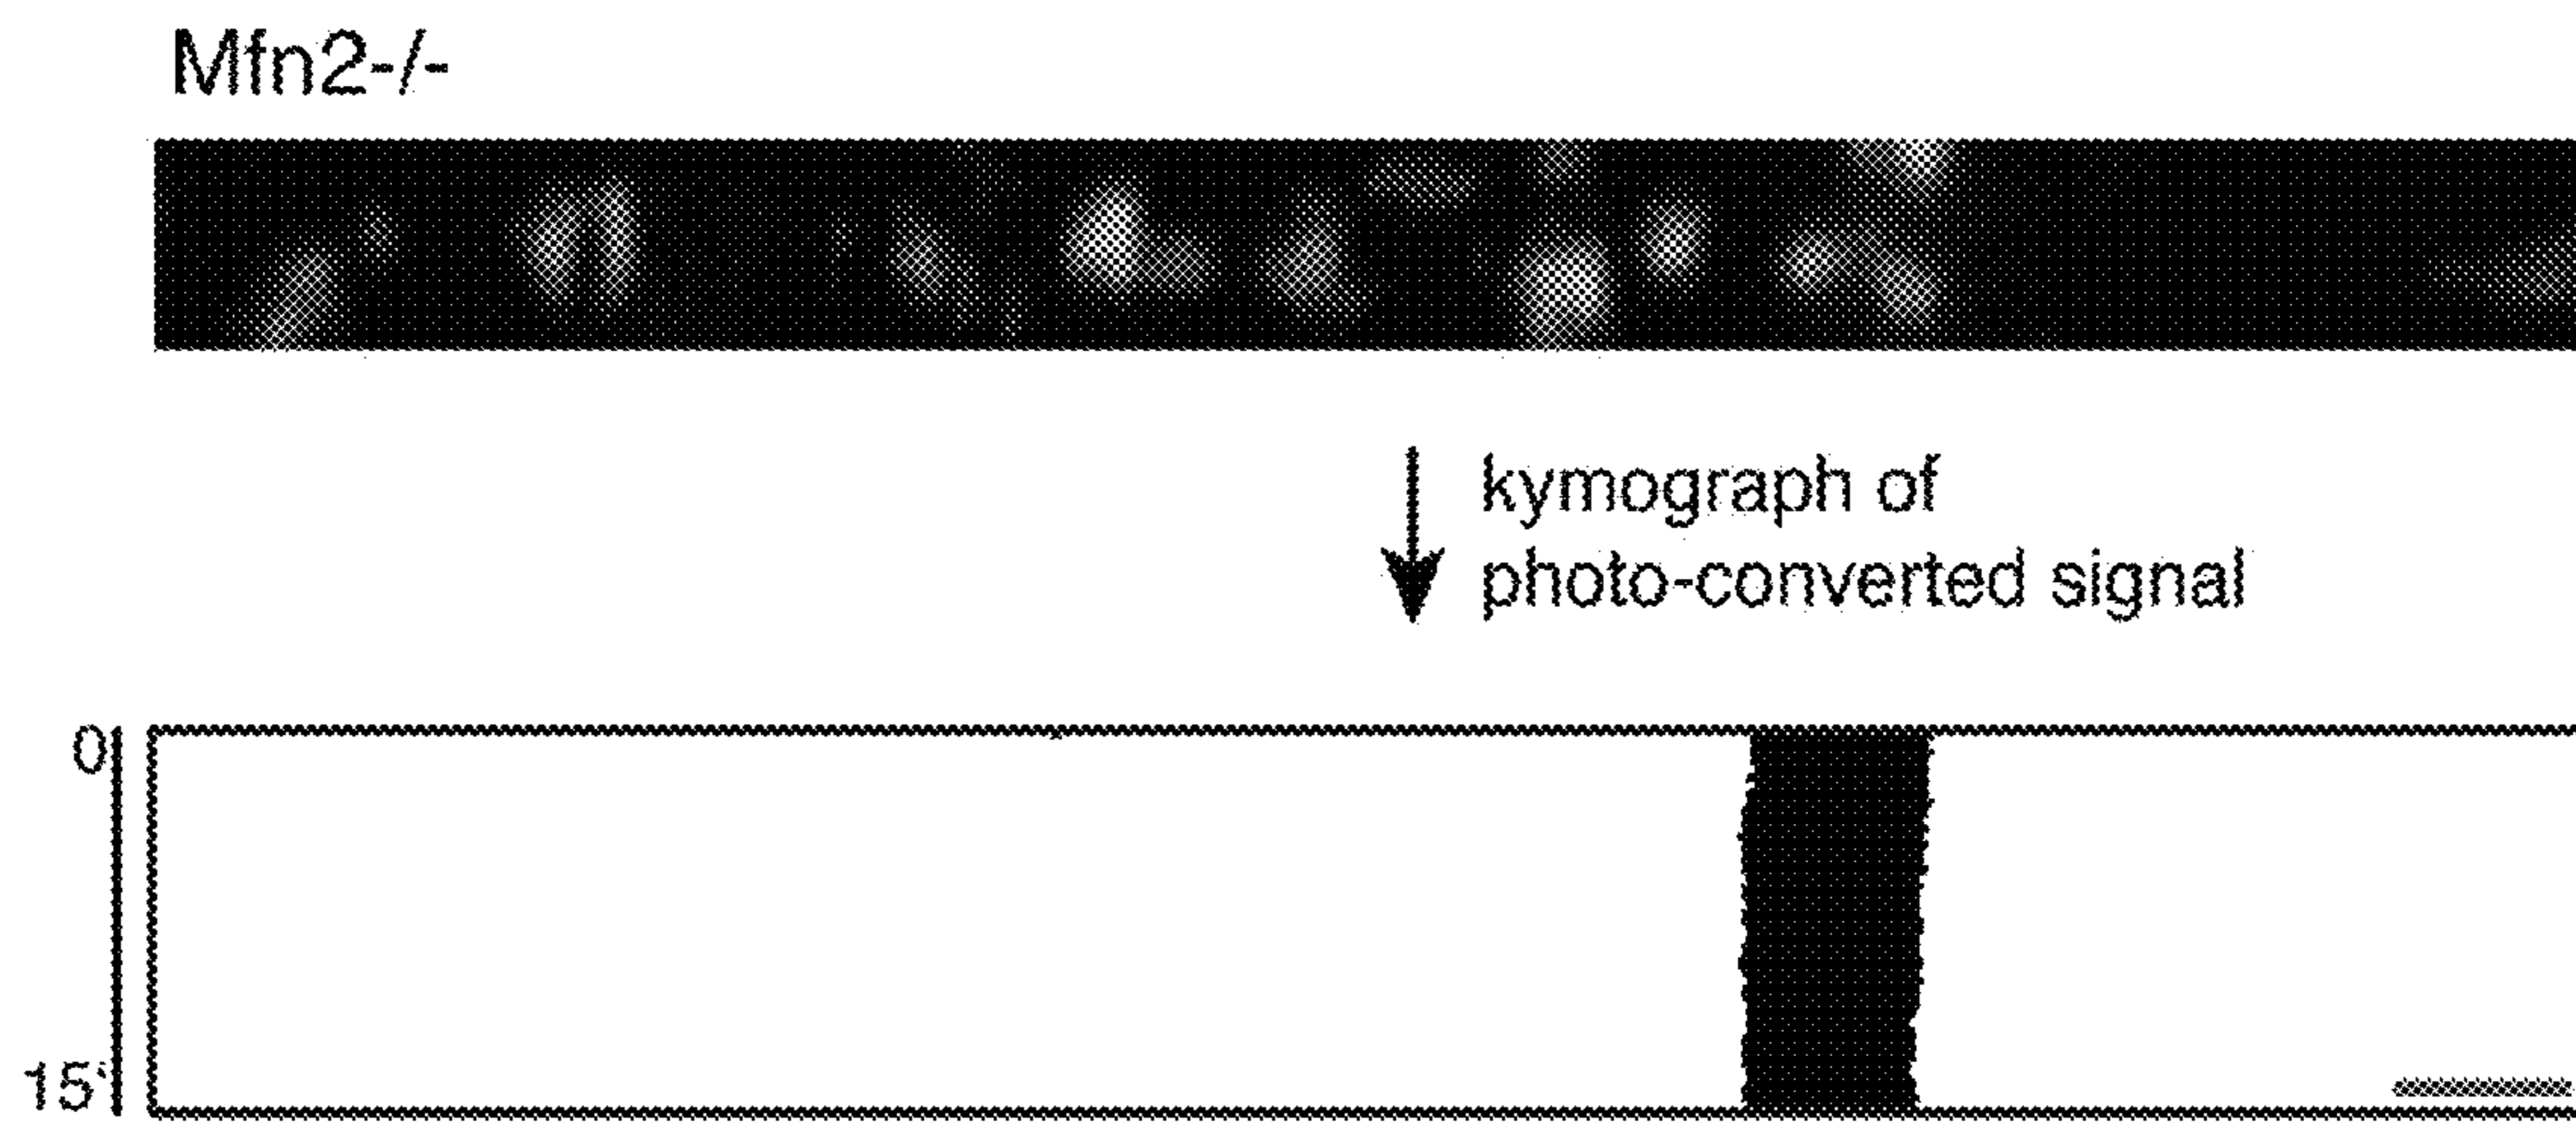 Mfn2-/-
kymograph of
photo-converted signal
0
15'